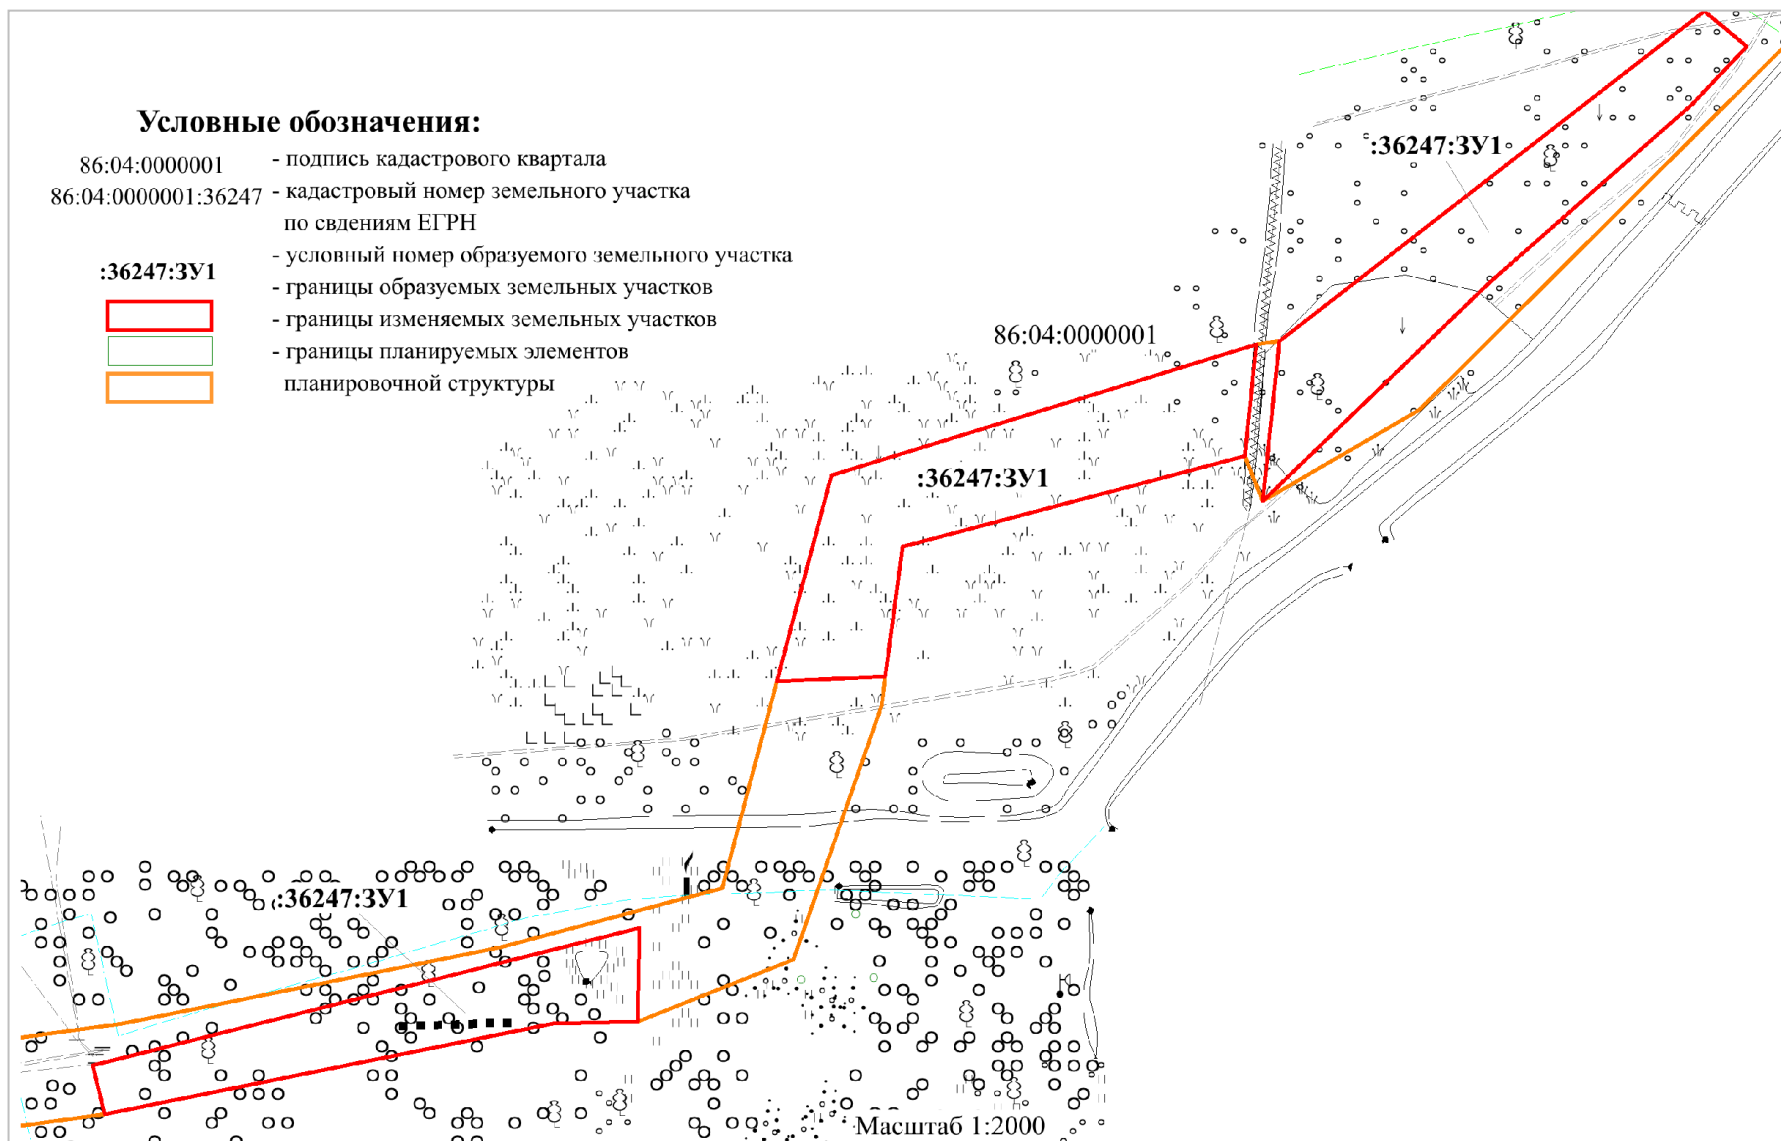 Условные обозначения:
86:04:0000001 - подпись кадастрового квартала
86:04:0000001:36247 - кадастровый номер земельного участка
по свдениям ЕГРН
- условный номер образуемого земельного участка
:36247:ЗУ1
- границы образуемых земельных участков
- границы изменяемых земельных участков
- границы планируемых элементов
планировочной структуры
:36247:ЗУ1
86:04:0000001
:36247:ЗУ1
:36247:ЗУ1
Масштаб 1:2000